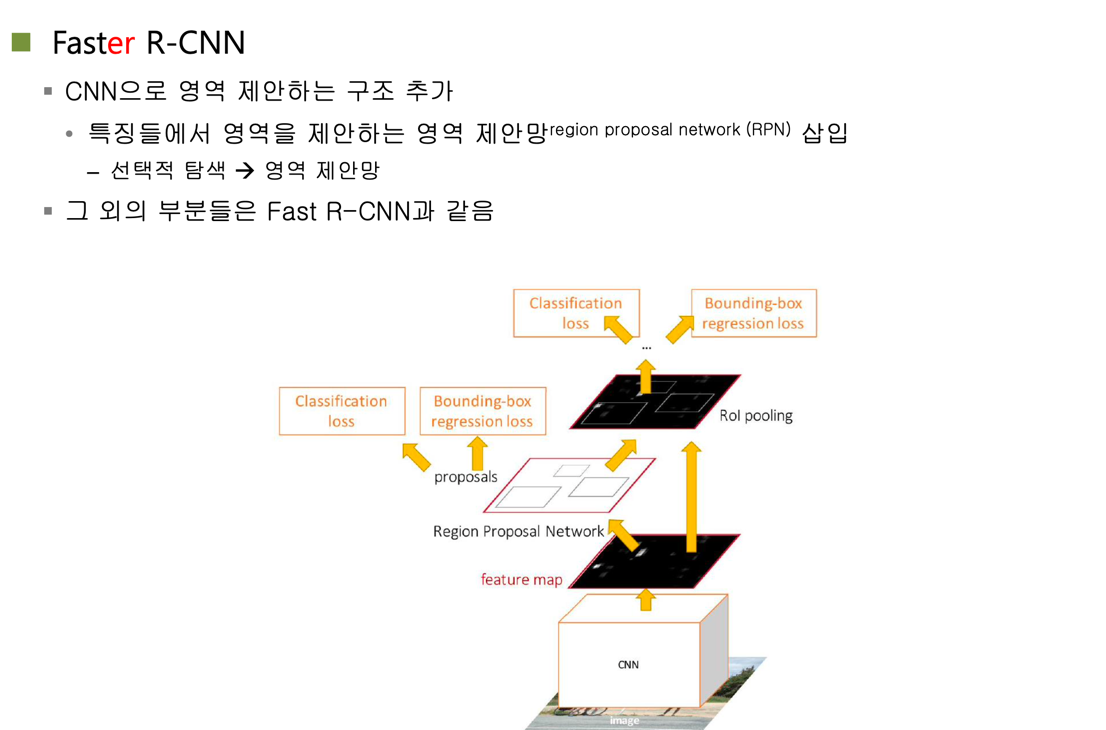 Faster R-CNN
CNN으로 영역 제안하는 구조 추가
특징들에서 영역을 제안하는 영역 제안망region proposal network (RPN) 삽입
– 선택적 탐색 → 영역 제안망
그 외의 부분들은 Fast R-CNN과 같음
Classification
loss
Bounding-box
regression loss
...
Classification
loss
Bounding-box
regression loss
RoI pooling
proposals
Region Proposal Network
feature map
CNN
image